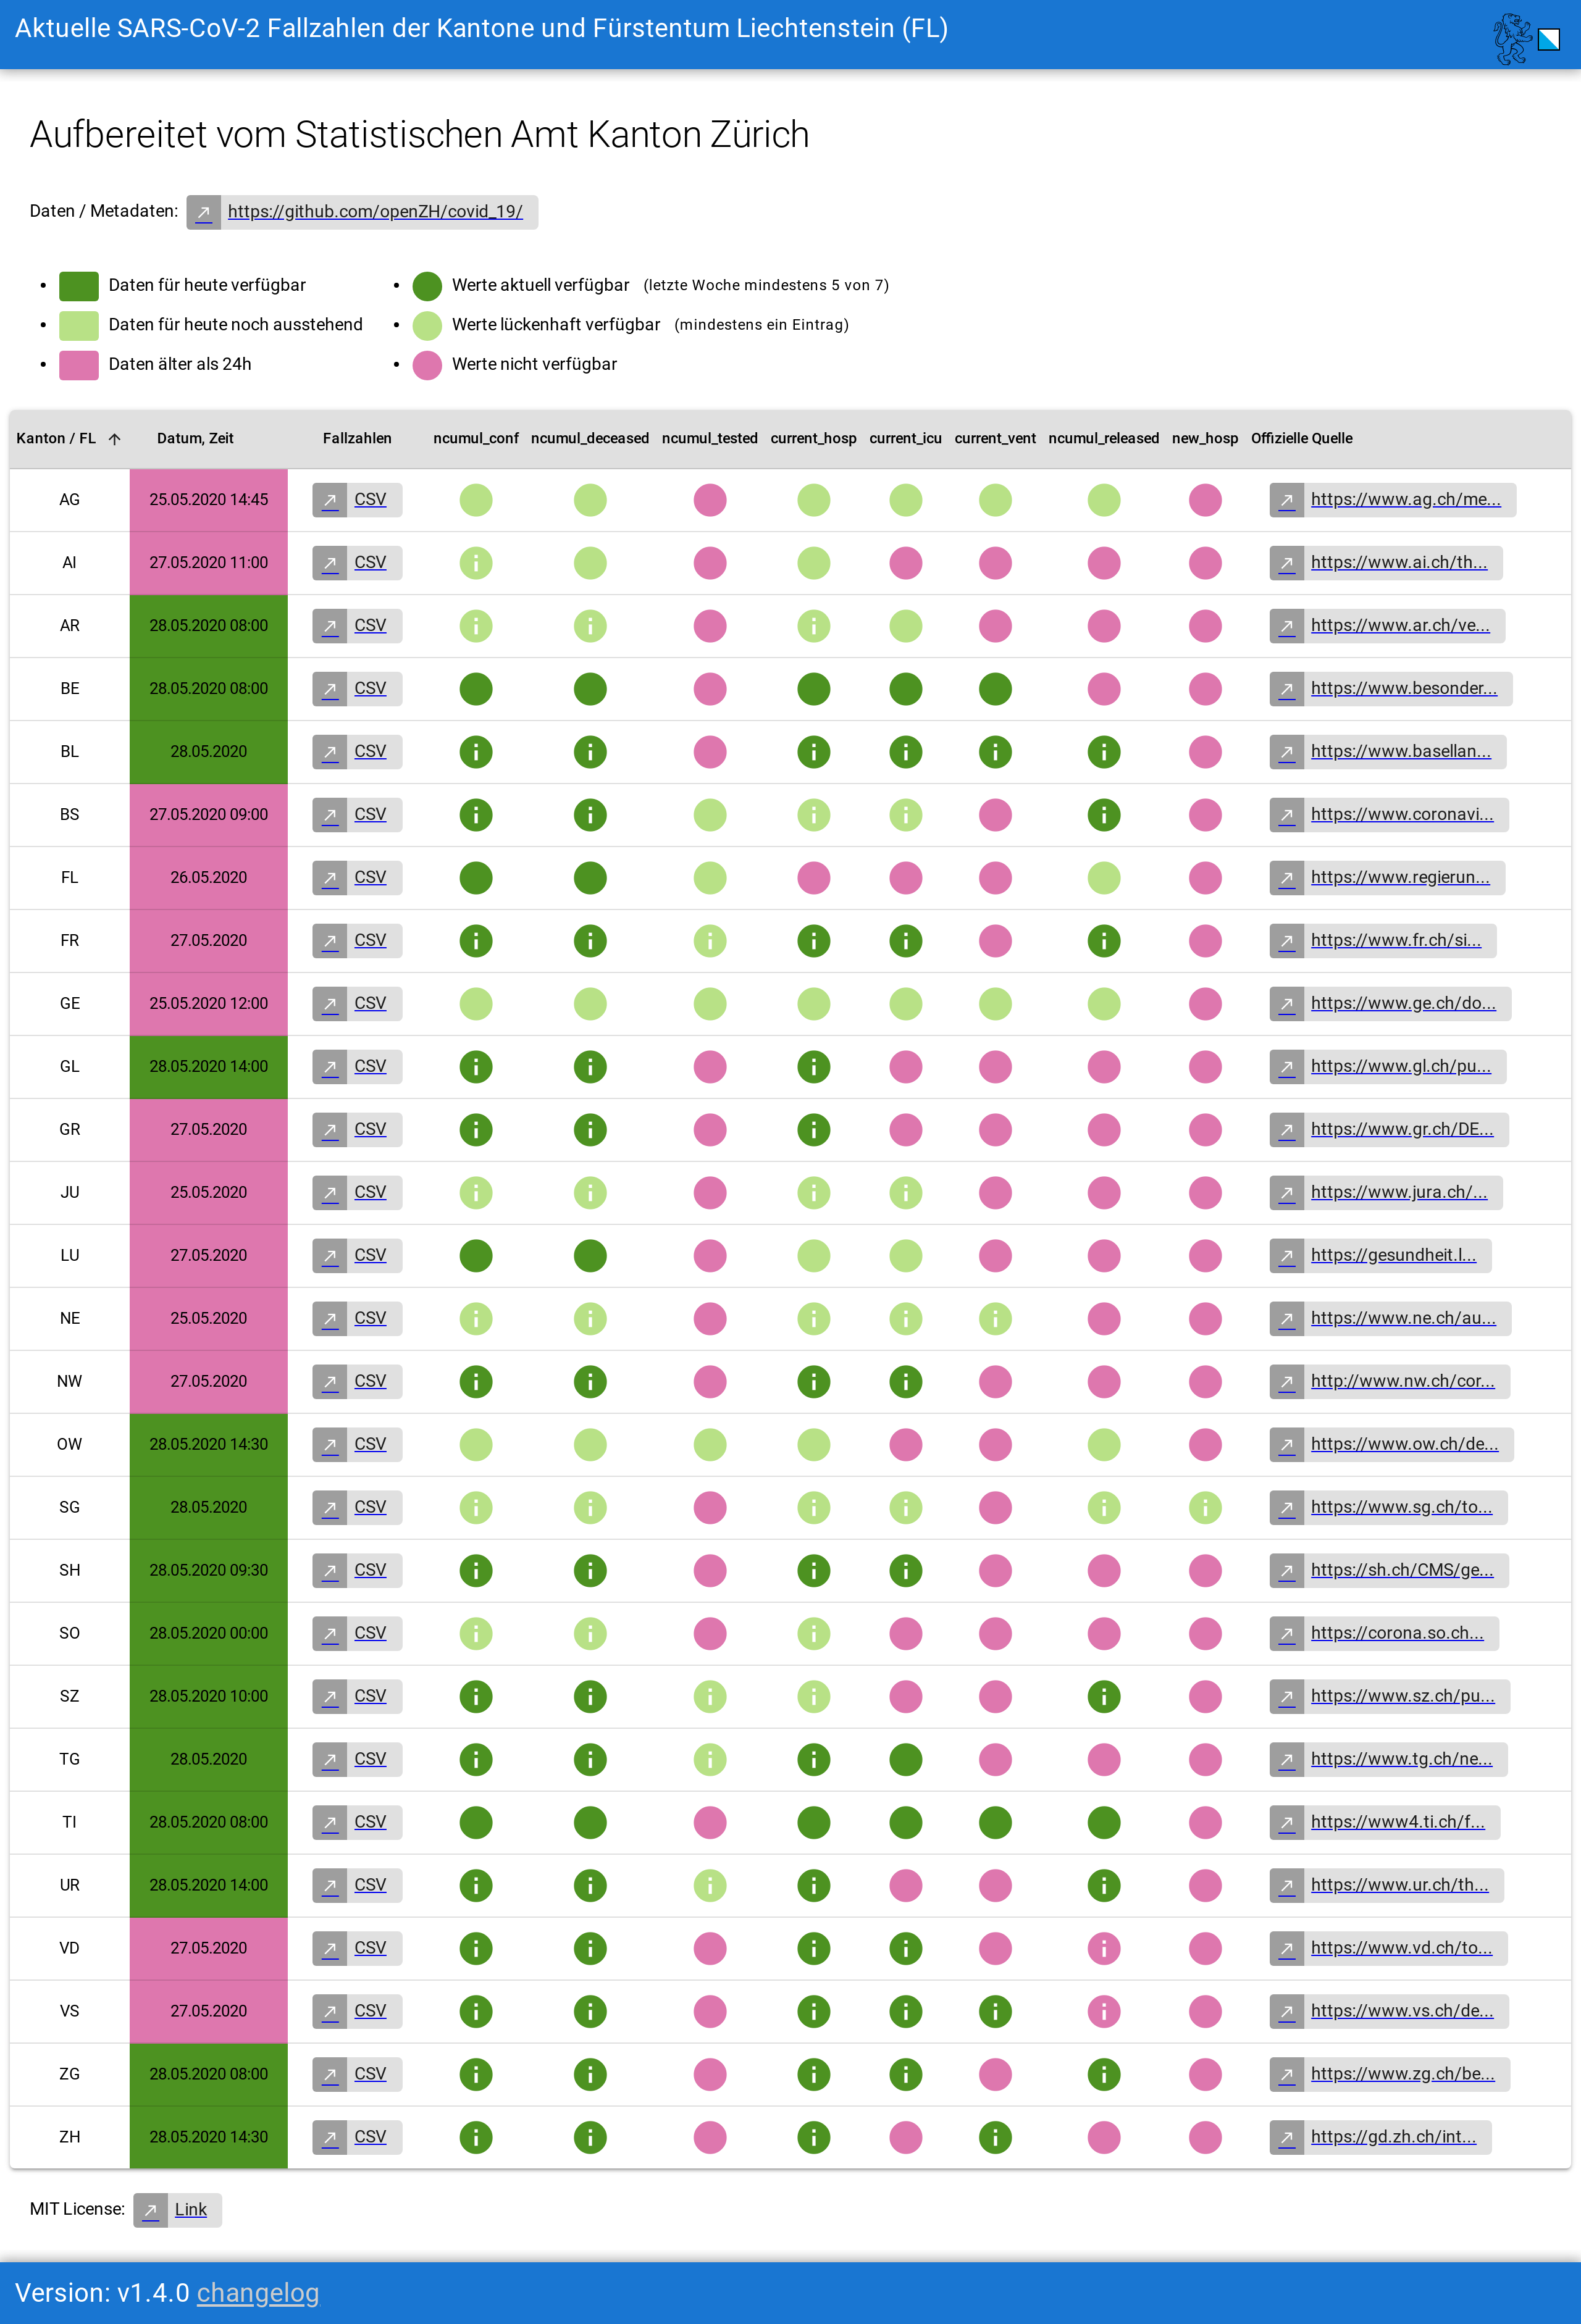 Aktuelle SARS-CoV-2 Fallzahlen der Kantone und Fürstentum Liechtenstein (FL)
Aufbereitet vom Statistischen Amt Kanton Zürich
Daten / Metadaten: https://github.com/openZH/covid_19/
Daten für heute verfügbar
Daten für heute noch ausstehend
Daten älter als 24h
Werte aktuell verfügbar (letzte Woche mindestens 5 von 7)
Werte lückenhaft verfügbar (mindestens ein Eintrag)
Werte nicht verfügbar
Kanton / FL Datum, Zeit Fallzahlen ncumul_conf ncumul_deceased ncumul_tested current_hosp current_icu current_vent ncumul_released new_hosp Offizielle Quelle
AG 25.05.2020 14:45 CSV https://www.ag.ch/me...
AI 27.05.2020 11:00 CSV https://www.ai.ch/th...
AR 28.05.2020 08:00 CSV https://www.ar.ch/ve...
BE 28.05.2020 08:00 CSV https://www.besonder...
BL 28.05.2020 CSV https://www.basellan...
BS 27.05.2020 09:00 CSV https://www.coronavi...
FL 26.05.2020 CSV https://www.regierun...
FR 27.05.2020 CSV https://www.fr.ch/si...
GE 25.05.2020 12:00 CSV https://www.ge.ch/do...
GL 28.05.2020 14:00 CSV https://www.gl.ch/pu...
GR 27.05.2020 CSV https://www.gr.ch/DE...
JU 25.05.2020 CSV https://www.jura.ch/...
LU 27.05.2020 CSV https://gesundheit.l...
NE 25.05.2020 CSV https://www.ne.ch/au...
NW 27.05.2020 CSV http://www.nw.ch/cor...
OW 28.05.2020 14:30 CSV https://www.ow.ch/de...
SG 28.05.2020 CSV https://www.sg.ch/to...
SH 28.05.2020 09:30 CSV https://sh.ch/CMS/ge...
SO 28.05.2020 00:00 CSV https://corona.so.ch...
SZ 28.05.2020 10:00 CSV https://www.sz.ch/pu...
TG 28.05.2020 CSV https://www.tg.ch/ne...
TI 28.05.2020 08:00 CSV https://www4.ti.ch/f...
UR 28.05.2020 14:00 CSV https://www.ur.ch/th...
VD 27.05.2020 CSV https://www.vd.ch/to...
VS 27.05.2020 CSV https://www.vs.ch/de...
ZG 28.05.2020 08:00 CSV https://www.zg.ch/be...
ZH 28.05.2020 14:30 CSV https://gd.zh.ch/int...
MIT License: Link
Version: v1.4.0 changelog